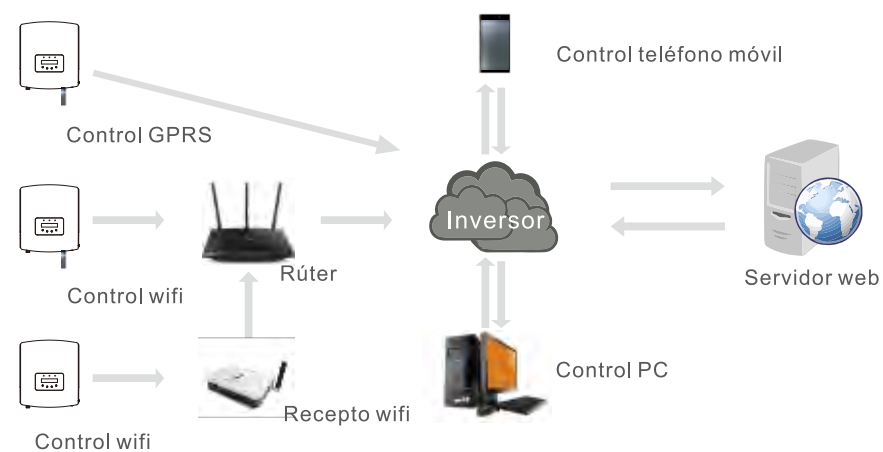 Control teléfono móvil
Control GPRS
Inversor
Rúter
Servidor web
Control wifi
Control PC
Recepto wifi
Control wifi